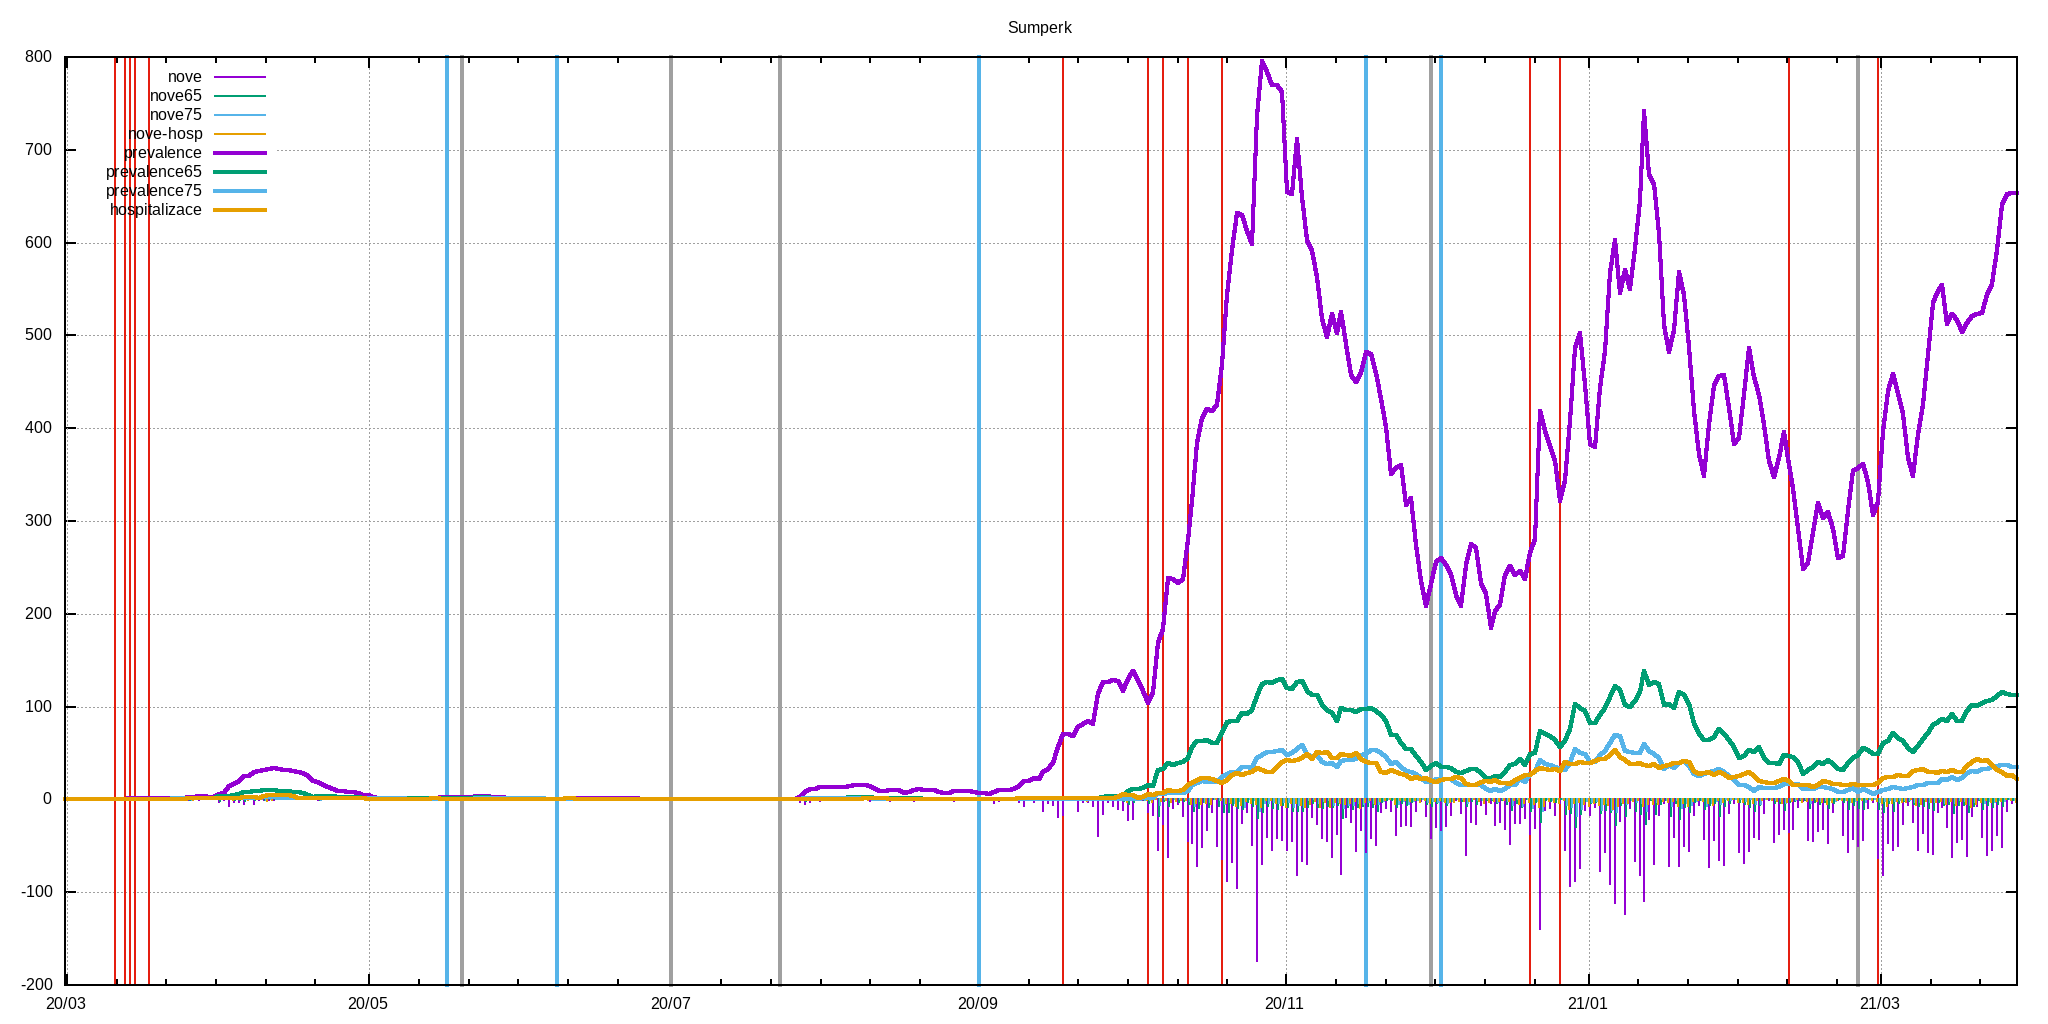 Sumperk
800
700
600
500
400
300
200
100
0
-100
-200
nove
nove65
nove75
nove-hosp
prevalence
prevalence65
prevalence75
hospitalizace
20/03
20/05
20/07
20/09
20/11
21/01
21/03